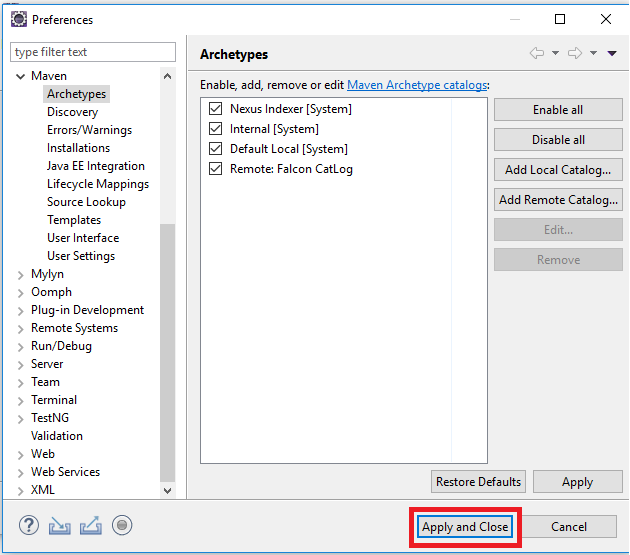 Preferences
type filter text
Maven
Archetypes
Discovery
Errors/Warnings
Installations
Java EE Integration
Lifecycle Mappings
Source Lookup
Templates
User Interface
User Settings
Mylyn
Oomph
Plug-in Development
Remote Systems
Run/Debug
Server
Team
Terminal
TestNG
Validation
Web
Web Services
XML
Archetypes
Enable, add, remove or edit Maven Archetype catalogs:
Nexus Indexer [System]
Internal [System]
Default Local [System]
Remote: Falcon CatLog
Enable all
Disable all
Add Local Catalog...
Add Remote Catalog...
Edit...
Remove
Restore Defaults
Apply
?
Apply and Close
Cancel